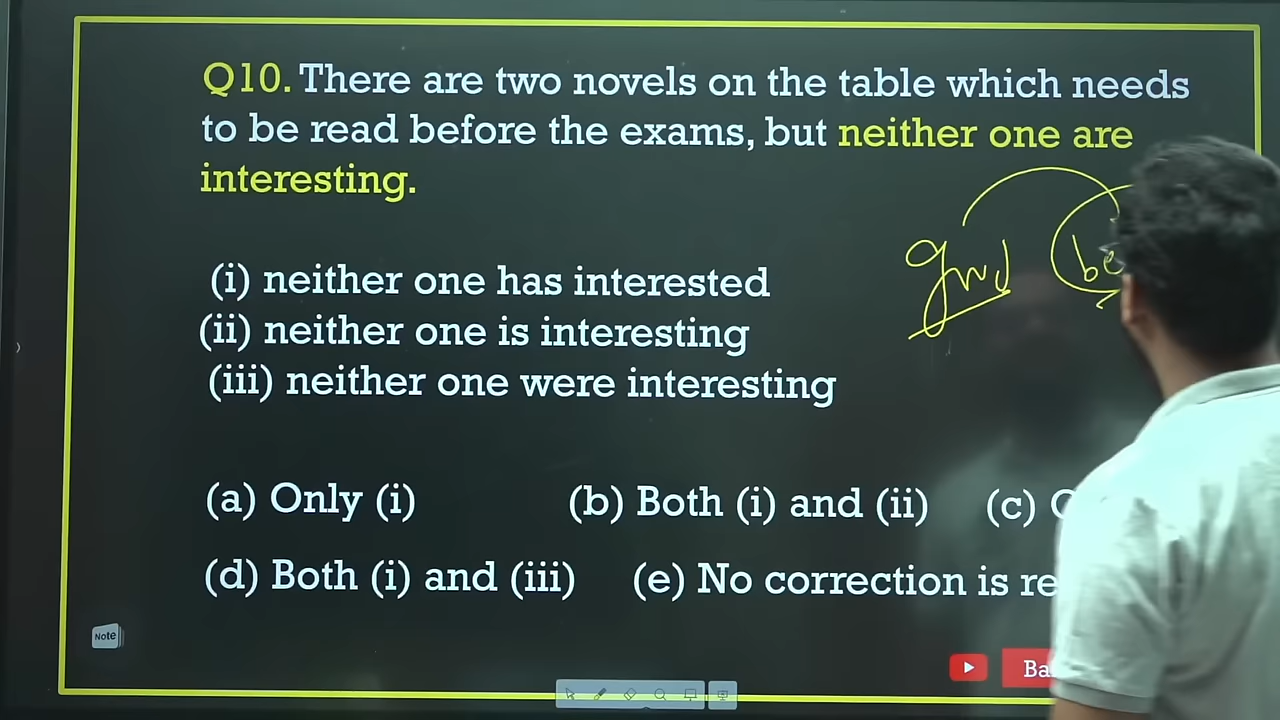 Q10. There are two novels on the table which needs
to be read before the exams, but neither one are
interesting.
(i) neither one has interested
(ii) neither one is interesting
(iii) neither one were interesting
(a) Only (i) (b) Both (i) and (ii) (c)
(d) Both (i) and (iii) (e) No correction is
Note